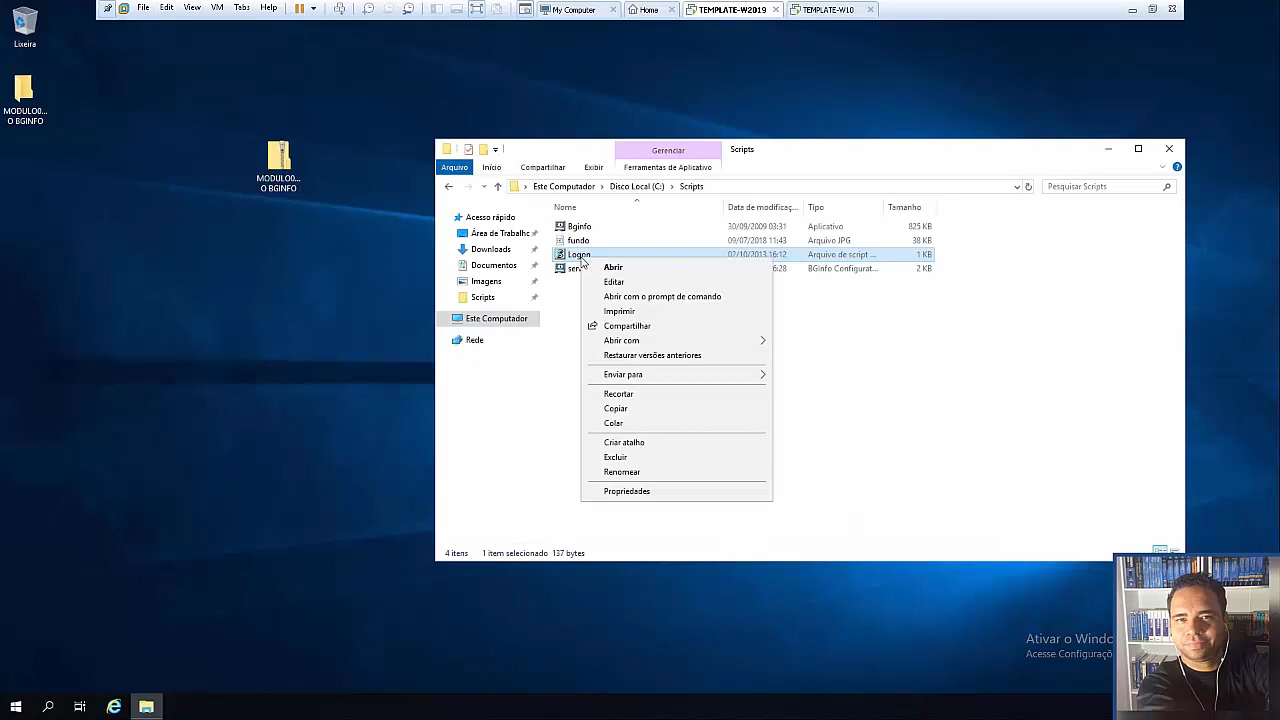 File Edit View VM Tabs Help My Computer Home TEMPLATE-W2019 TEMPLATE-W10
Lixeira
MODULO0...
O BGINFO
MODULO0...
O BGINFO
Gerenciar Scripts
Arquivo Início Compartilhar Exibir Ferramentas de Aplicativo
Este Computador Disco Local (C:) Scripts Pesquisar Scripts
Nome Data de modificaç... Tipo Tamanho
Acesso rápido
Área de Trabalhc
Downloads
Documentos
Imagens
Scripts
Este Computador
Rede
Bginfo 30/09/2009 03:31 Aplicativo 825 KB
fundo 09/07/2018 11:43 Arquivo JPG 38 KB
Logon 02/10/2013 16:12 Arquivo de script ... 1 KB
ser 6:28 BGInfo Configurat... 2 KB
Abrir
Editar
Abrir com o prompt de comando
Imprimir
Compartilhar
Abrir com
Restaurar versões anteriores
Enviar para
Recortar
Copiar
Colar
Criar atalho
Excluir
Renomear
Propriedades
4 itens 1 item selecionado 137 bytes
Ativar o Windo
Acesse Configuraçõ